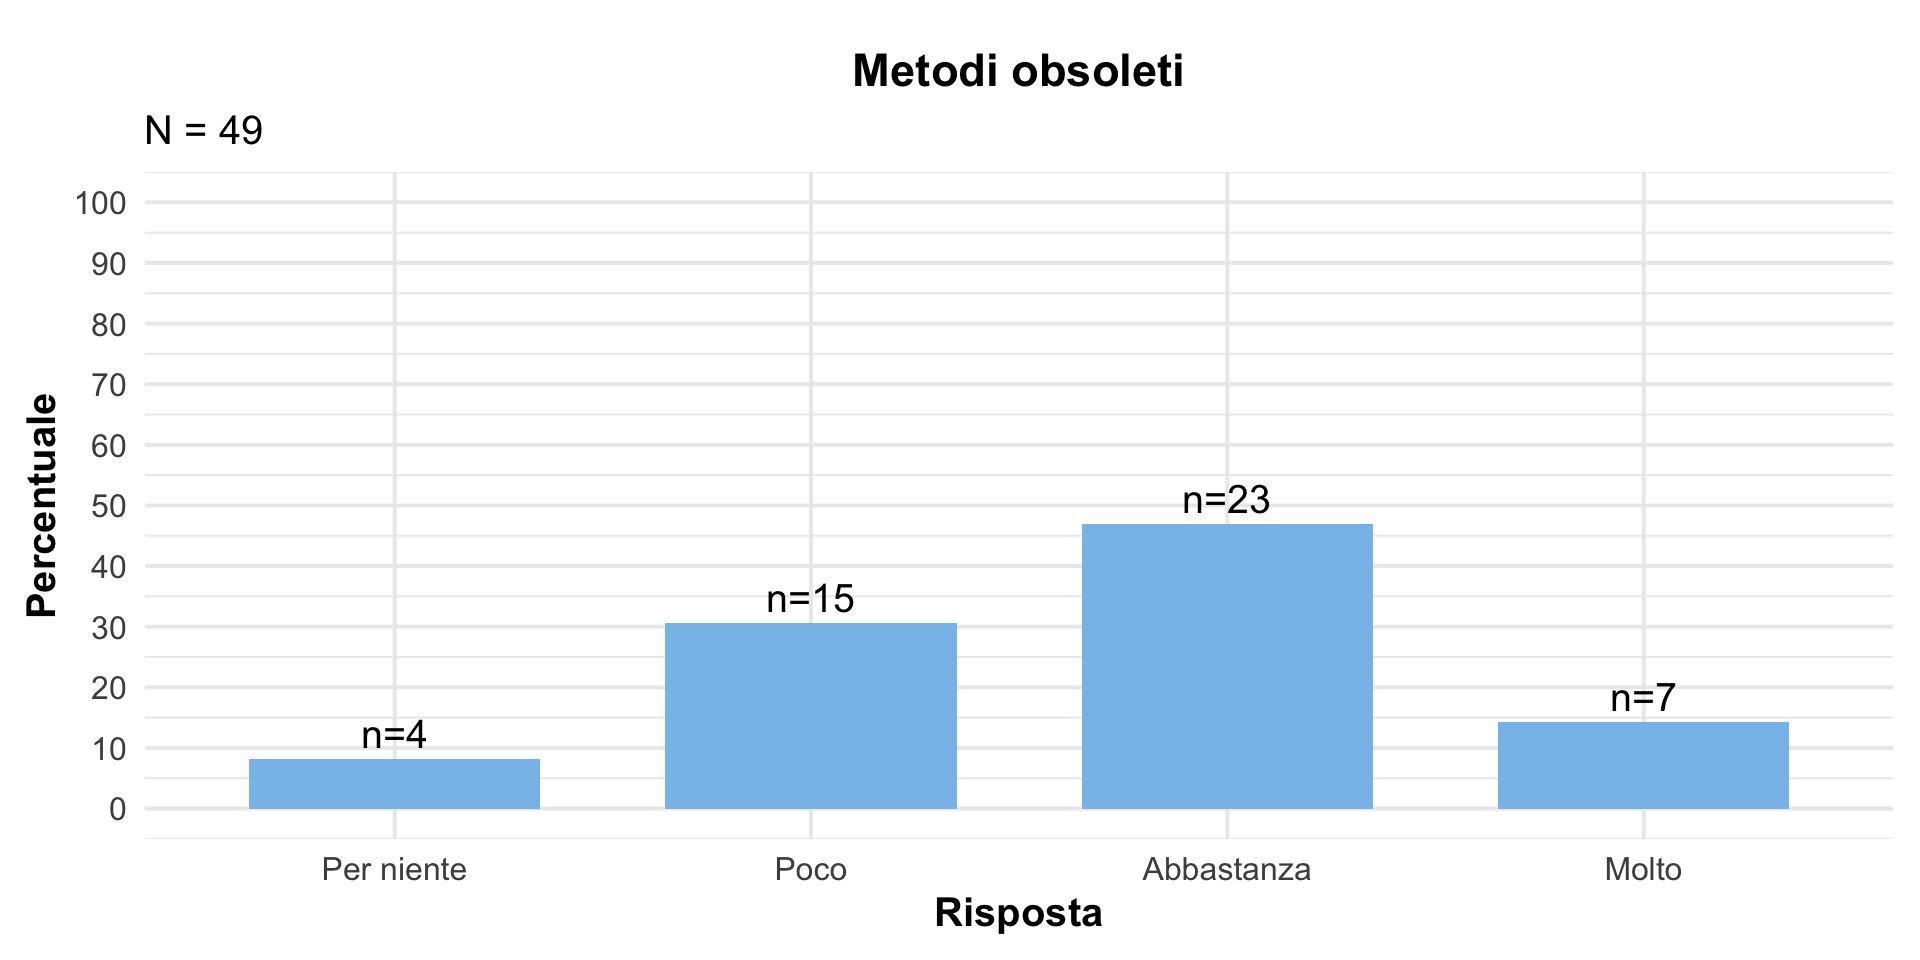 Metodi obsoleti
N = 49
Percentuale
100
90
80
70
60
50
40
30
20
10
0
n=4
n=15
n=23
n=7
Per niente
Poco
Abbastanza
Molto
Risposta